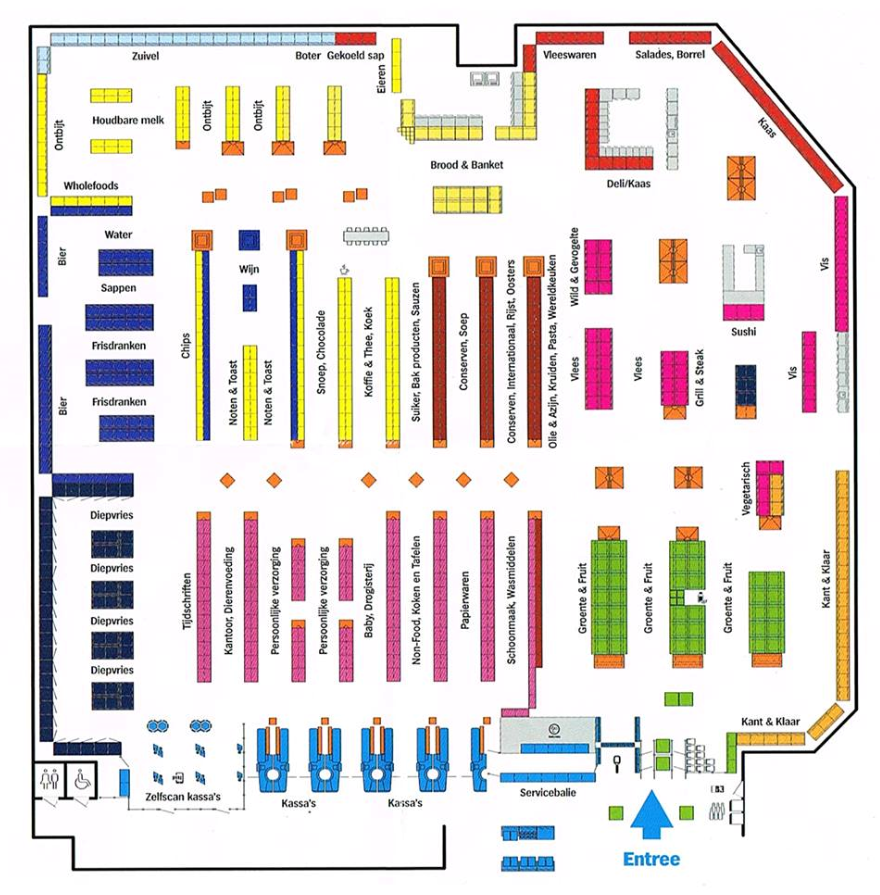 Zuivel
Boter
Gekoeld sap
Eieren
Vleeswaren
Salades, Borrel
Kaas
Ontbijt
Houdbare melk
Ontbijt
Ontbijt
Brood & Banket
Deli/Kaas
Wholefoods
Water
Bier
Sappen
Frisdranken
Frisdranken
Bier
Chips
Wijn
Noten & Toast
Noten & Toast
Snoep, Chocolade
Koffie & Thee, Koek
Suiker, Bak producten, Sauzen
Conserven, Soep
Conserven, Internationaal, Rijst, Oosters
Olie & Azijn, Kruiden, Pasta, Wereldkeuken
Wild & Gevogelte
Vlees
Vlees
Grill & Steak
Sushi
Vis
Vis
Vegetarisch
Diepvries
Diepvries
Diepvries
Diepvries
Tijdschriften
Kantoor, Dierenvoeding
Persoonlijke verzorging
Persoonlijke verzorging
Baby, Drogisterij
Non-Food, Koken en Tafelen
Papierwaren
Schoonmaak, Wasmiddelen
Groente & Fruit
Groente & Fruit
Groente & Fruit
Kant & Klaar
Kant & Klaar
Zelfscan kassa's
Kassa's
Kassa's
Servicebalie
Entree